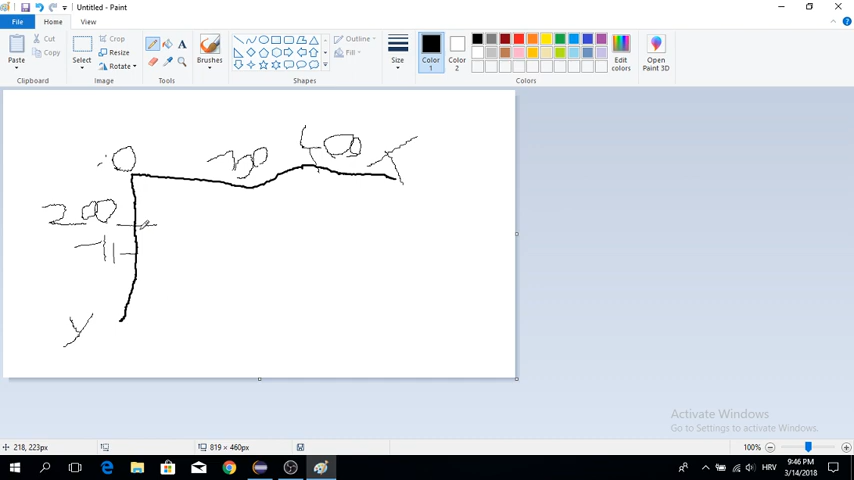 Untitled - Paint
File Home View
Paste
Cut
Copy
Clipboard
Select
Crop
Resize
Rotate
Image
A
Tools
Brushes
Shapes
Outline
Fill
Size
Color 1
Color 2
Edit colors
Colors
Open Paint 3D
0
400
X
200
y
Activate Windows
Go to Settings to activate Windows.
218, 223px
819 × 460px
100%
HRV
9:46 PM
3/14/2018